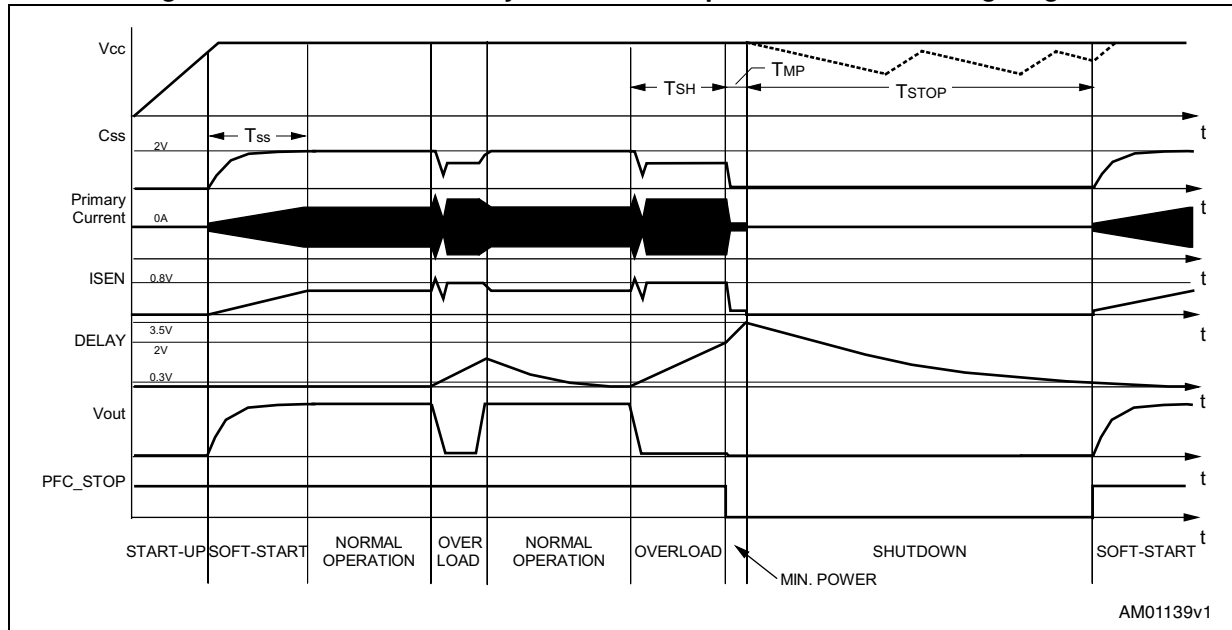 Vcc
TMP
TSH
TSTOP
t
Css
2V
Tss
t
Primary
Current
0A
t
ISEN
0.8V
t
DELAY
3.5V
2V
0.3V
t
Vout
t
PFC_STOP
t
START-UP
SOFT-START
NORMAL
OPERATION
OVER
LOAD
NORMAL
OPERATION
OVERLOAD
MIN. POWER
SHUTDOWN
SOFT-START
AM01139v1